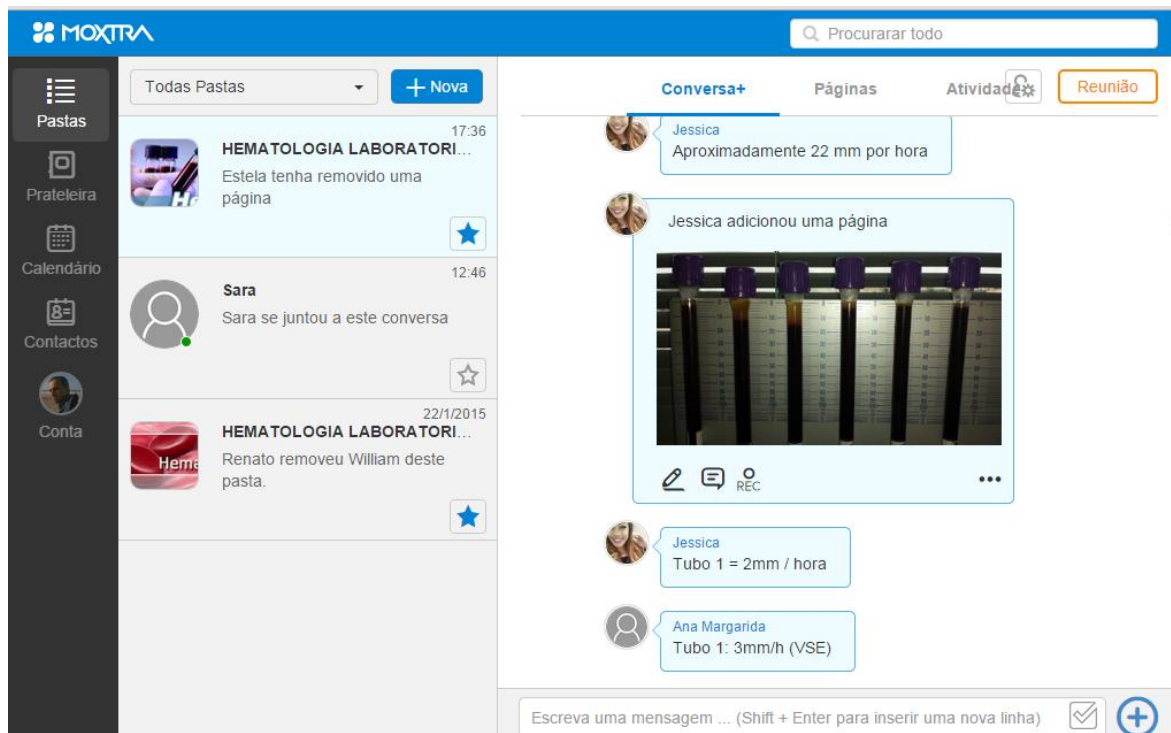 MOXTRA
Procurarar todo
Pastas
Prateleira
Calendário
Contactos
Conta
Todas Pastas
+ Nova
17:36
HEMATOLOGIA LABORATORI...
Estela tenha removido uma
página
12:46
Sara
Sara se juntou a este conversa
22/1/2015
Hema
HEMATOLOGIA LABORATORI...
Renato removeu William deste
pasta.
Conversa+
Páginas
Atividades
Reunião
Jessica
Aproximadamente 22 mm por hora
Jessica adicionou uma página
REC
Jessica
Tubo 1 = 2mm / hora
Ana Margarida
Tubo 1: 3mm/h (VSE)
Escreva uma mensagem ... (Shift + Enter para inserir uma nova linha)